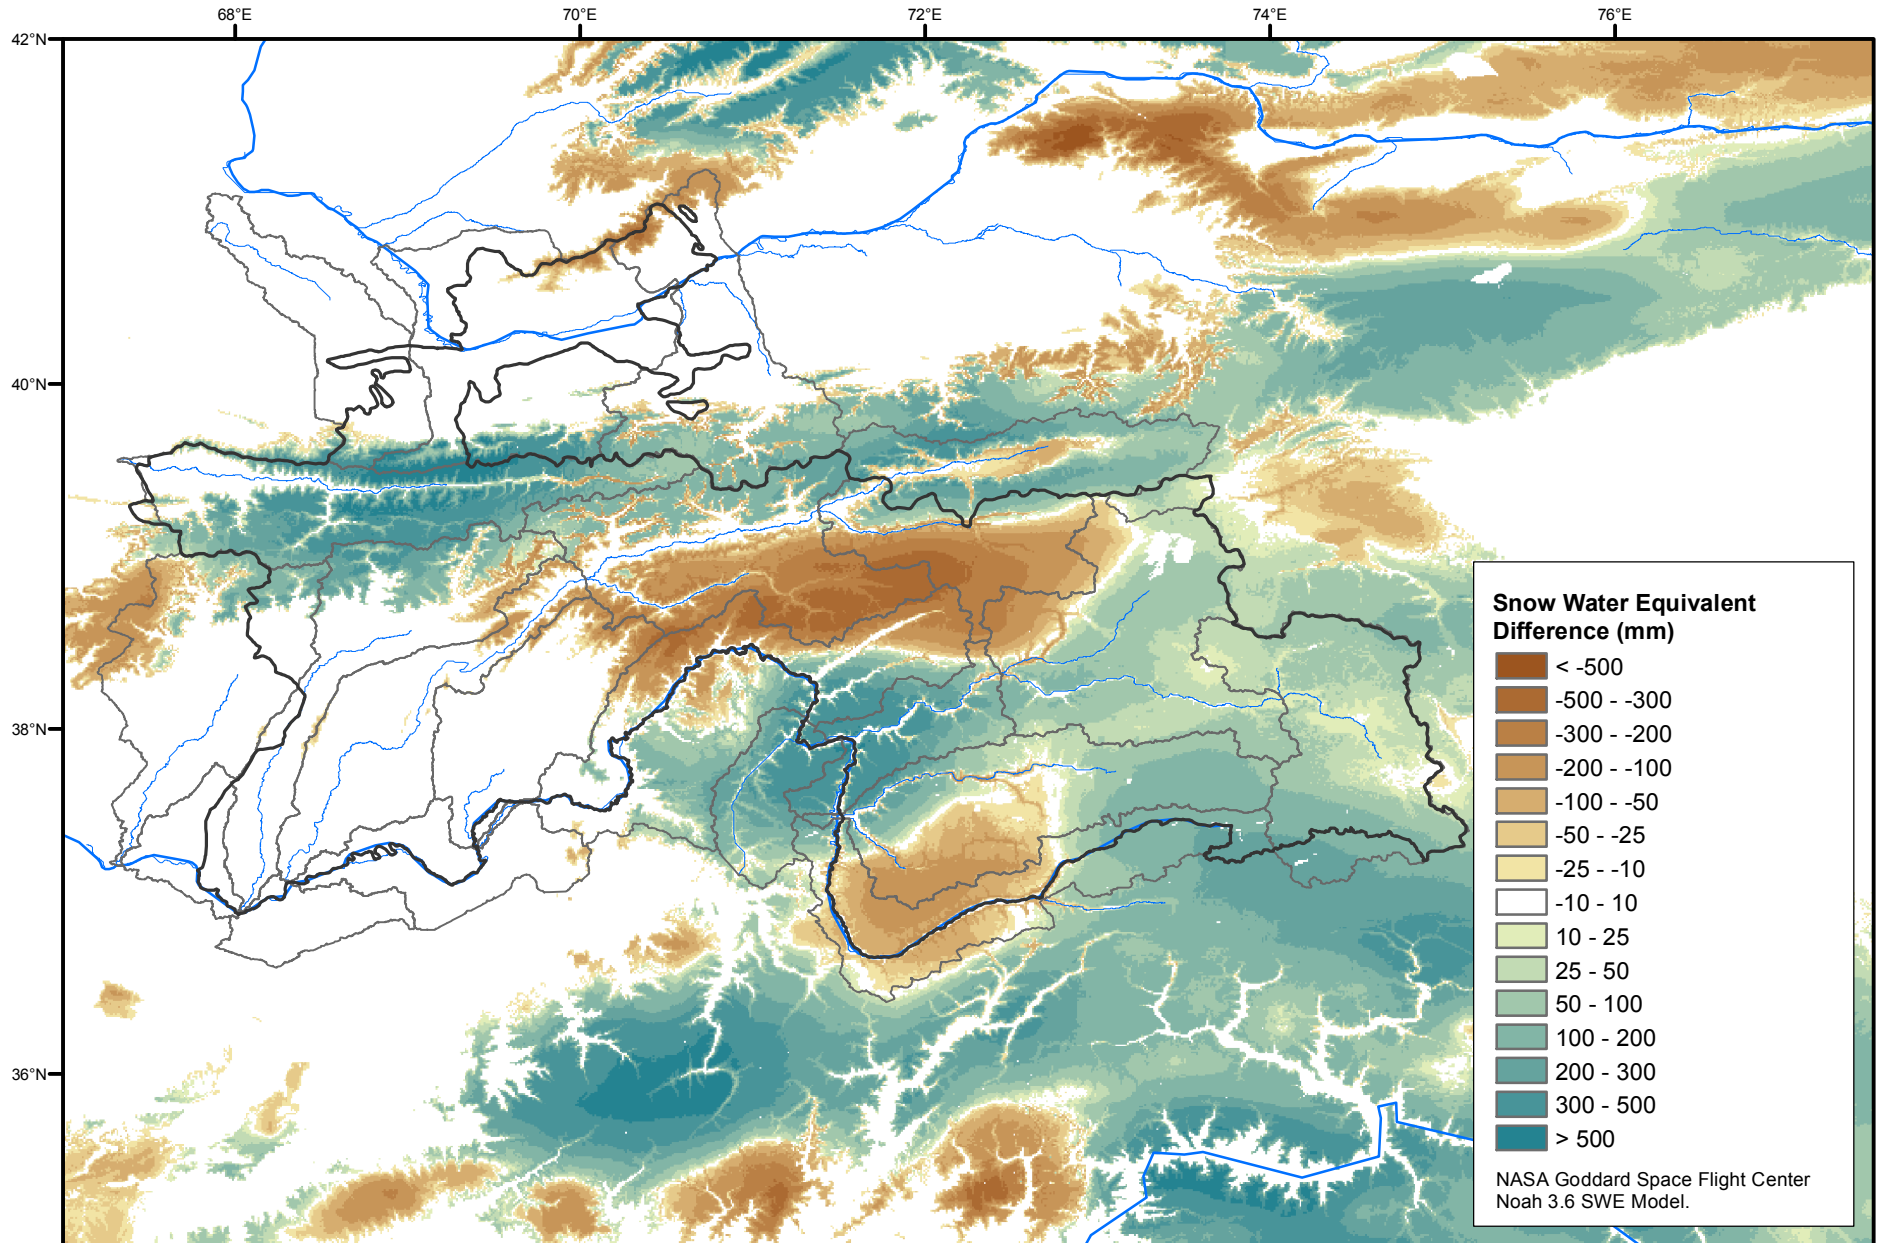 68°E 70°E 72°E 74°E 76°E
42°N
40°N
38°N
36°N
Snow Water Equivalent
Difference (mm)
< -500
-500 - -300
-300 - -200
-200 - -100
-100 - -50
-50 - -25
-25 - -10
-10 - 10
10 - 25
25 - 50
50 - 100
100 - 200
200 - 300
300 - 500
> 500
NASA Goddard Space Flight Center
Noah 3.6 SWE Model.